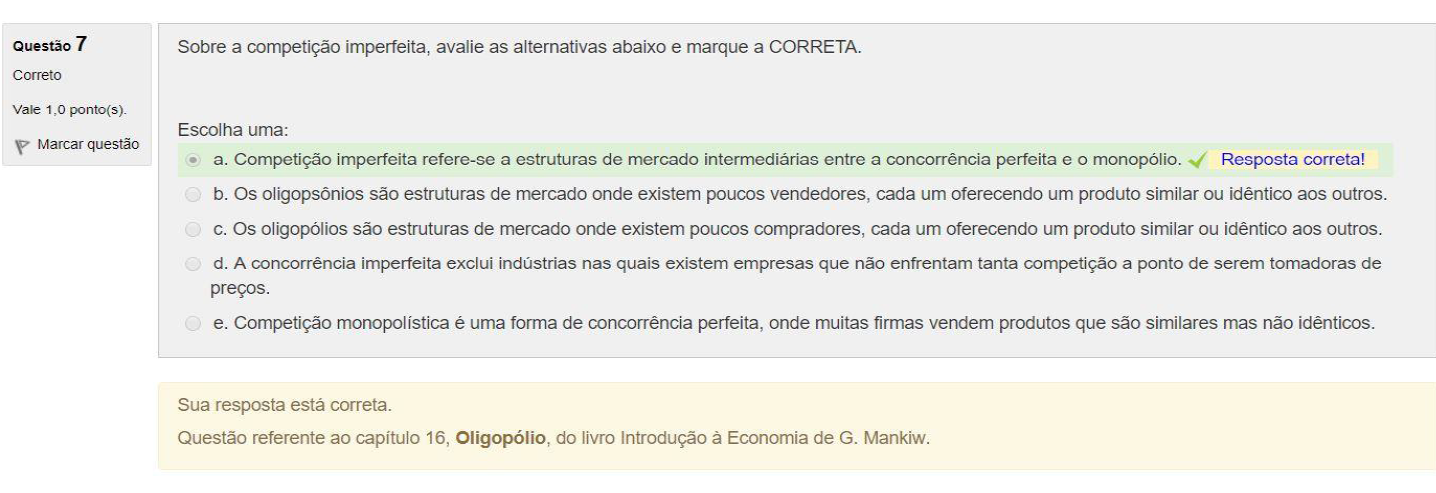 Questão 7
Correto
Vale 1,0 ponto(s).
Marcar questão
Sobre a competição imperfeita, avalie as alternativas abaixo e marque a CORRETA.
Escolha uma:
a. Competição imperfeita refere-se a estruturas de mercado intermediárias entre a concorrência perfeita e o monopólio. Resposta correta!
b. Os oligopsônios são estruturas de mercado onde existem poucos vendedores, cada um oferecendo um produto similar ou idêntico aos outros.
c. Os oligopólios são estruturas de mercado onde existem poucos compradores, cada um oferecendo um produto similar ou idêntico aos outros.
d. A concorrência imperfeita exclui indústrias nas quais existem empresas que não enfrentam tanta competição a ponto de serem tomadoras de
preços.
e. Competição monopolística é uma forma de concorrência perfeita, onde muitas firmas vendem produtos que são similares mas não idênticos.
Sua resposta está correta.
Questão referente ao capítulo 16, Oligopólio, do livro Introdução à Economia de G. Mankiw.